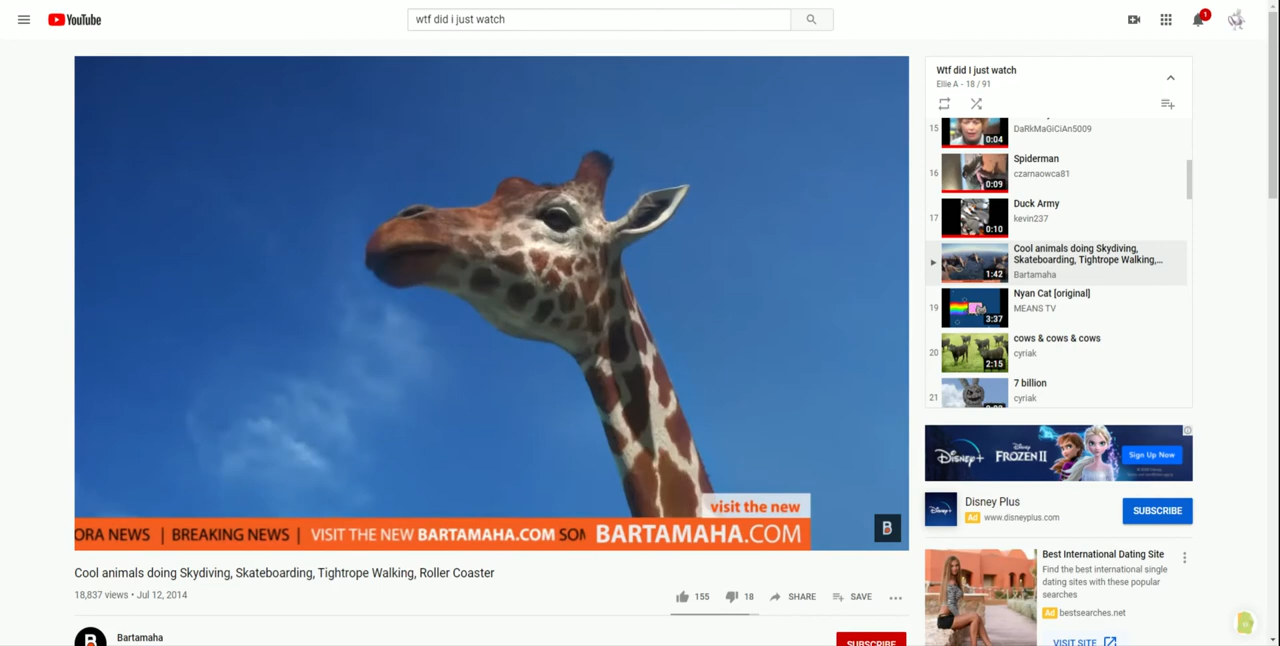 YouTube
wtf did i just watch
1
visit the new
ORA NEWS | BREAKING NEWS | VISIT THE NEW BARTAMAHA.COM SOM
BARTAMAHA.COM
B
Cool animals doing Skydiving, Skateboarding, Tightrope Walking, Roller Coaster
18,837 views • Jul 12, 2014
155
18
SHARE
SAVE
B
Bartamaha
SUBSCRIBE
Wtf did I just watch
Ellie A - 18 / 91
15
0:04
DaRkMaGiCiAn5009
16
0:09
Spiderman
czarnaowca81
17
0:10
Duck Army
kevin237
1:42
Cool animals doing Skydiving,
Skateboarding, Tightrope Walking,...
Bartamaha
19
3:37
Nyan Cat [original]
MEANS TV
20
2:15
cows & cows & cows
cyriak
21
7 billion
cyriak
Disney+
FROZEN II
Sign Up Now
Disney+
Disney Plus
Ad www.disneyplus.com
SUBSCRIBE
Best International Dating Site
Find the best international single
dating sites with these popular
searches
Ad bestsearches.net
VISIT SITE